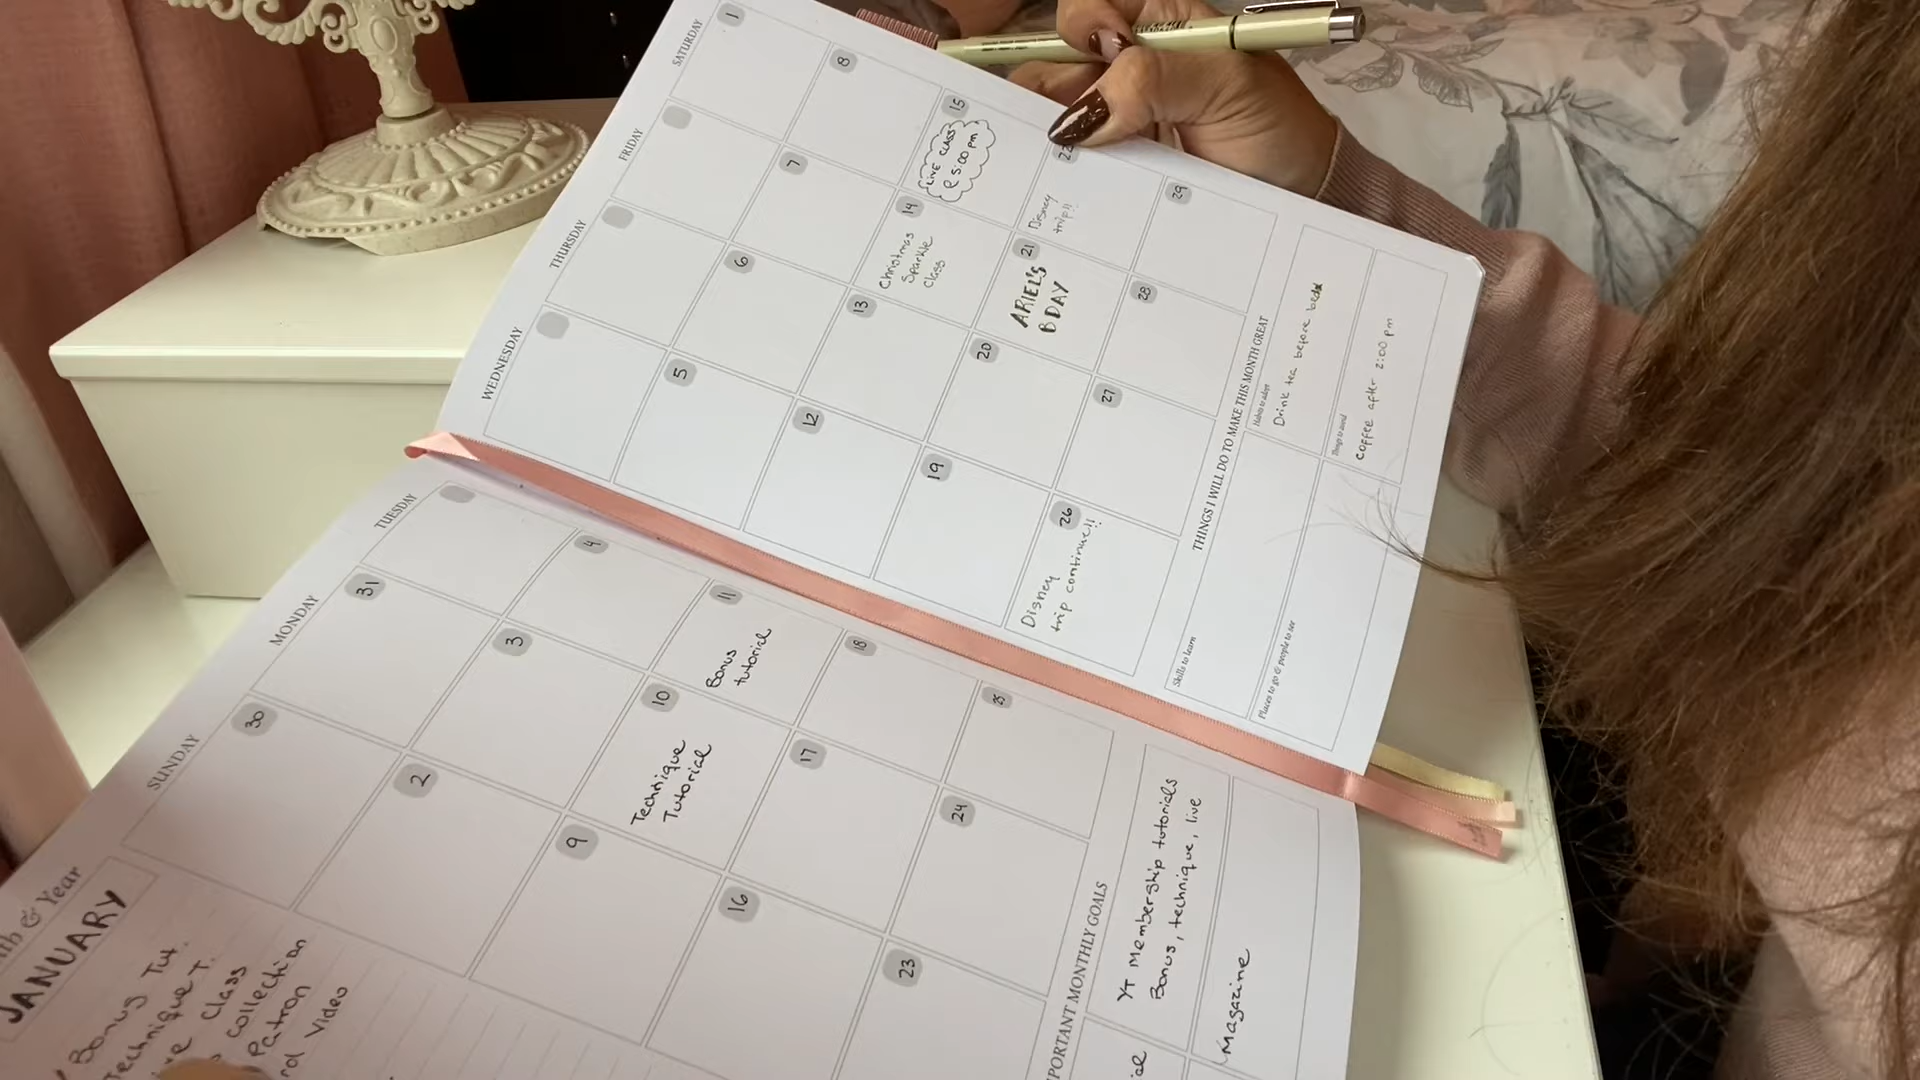 SATURDAY
1
8
15
LIVE CLASS
@ 5:00 pm
22
Disney
trip!!
29
FRIDAY
7
14
Christmas
Sparkle
Class
21
ARIEL'S
BDAY
28
THURSDAY
6
13
20
27
WEDNESDAY
5
12
19
26
Disney
trip continue!!
THINGS I WILL DO TO MAKE THIS MONTH GREAT
Habits to adopt
Drink tea before bed
Things to avoid
coffee after 2:00 pm
Skills to learn
Places to go & people to see
TUESDAY
4
11
Bonus
tutorial
18
25
MONDAY
31
3
10
Technique
Tutorial
17
24
SUNDAY
30
2
9
16
23
& Year
JANUARY
Bonus Tut.
Technique T.
Class
collection
Patron
Video
IMPORTANT MONTHLY GOALS
YT Membership tutorials
Bonus, technique, live
Magazine